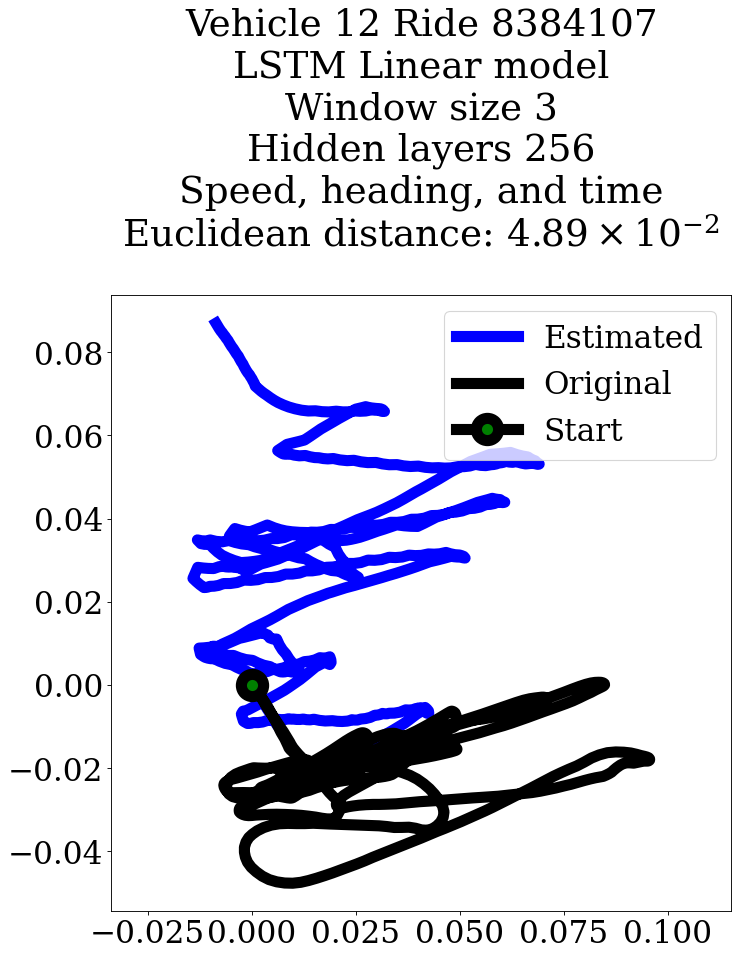 Vehicle 12 Ride 8384107
LSTM Linear model
Window size 3
Hidden layers 256
Speed, heading, and time
Euclidean distance: 4.89 × 10⁻²
Estimated
Original
Start
0.08
0.06
0.04
0.02
0.00
−0.02
−0.04
−0.025 0.000 0.025 0.050 0.075 0.100